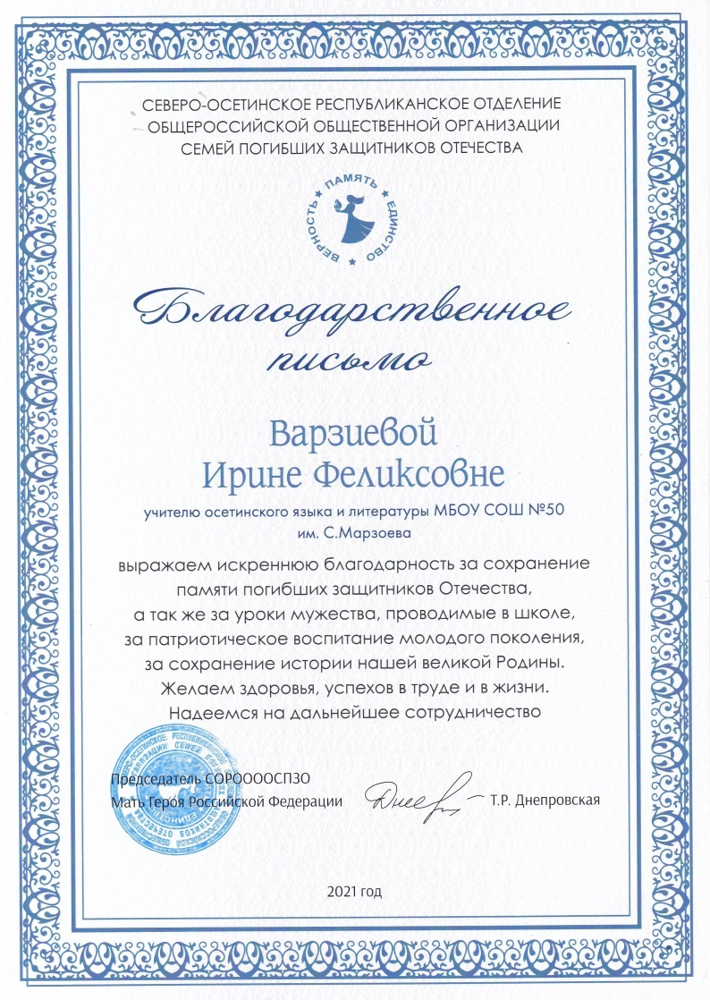 СЕВЕРО-ОСЕТИНСКОЕ РЕСПУБЛИКАНСКОЕ ОТДЕЛЕНИЕ
ОБЩЕРОССИЙСКОЙ ОБЩЕСТВЕННОЙ ОРГАНИЗАЦИИ
СЕМЕЙ ПОГИБШИХ ЗАЩИТНИКОВ ОТЕЧЕСТВА
ВЕРНОСТЬ ★ ПАМЯТЬ ★ ЕДИНСТВО ★
Благодарственное
письмо
Варзиевой
Ирине Феликсовне
учителю осетинского языка и литературы МБОУ СОШ №50
им. С.Марзоева
выражаем искреннюю благодарность за сохранение
памяти погибших защитников Отечества,
а так же за уроки мужества, проводимые в школе,
за патриотическое воспитание молодого поколения,
за сохранение истории нашей великой Родины.
Желаем здоровья, успехов в труде и в жизни.
Надеемся на дальнейшее сотрудничество
Председатель СОРООООСПЗО
Мать Героя Российской Федерации
Т.Р. Днепровская
2021 год